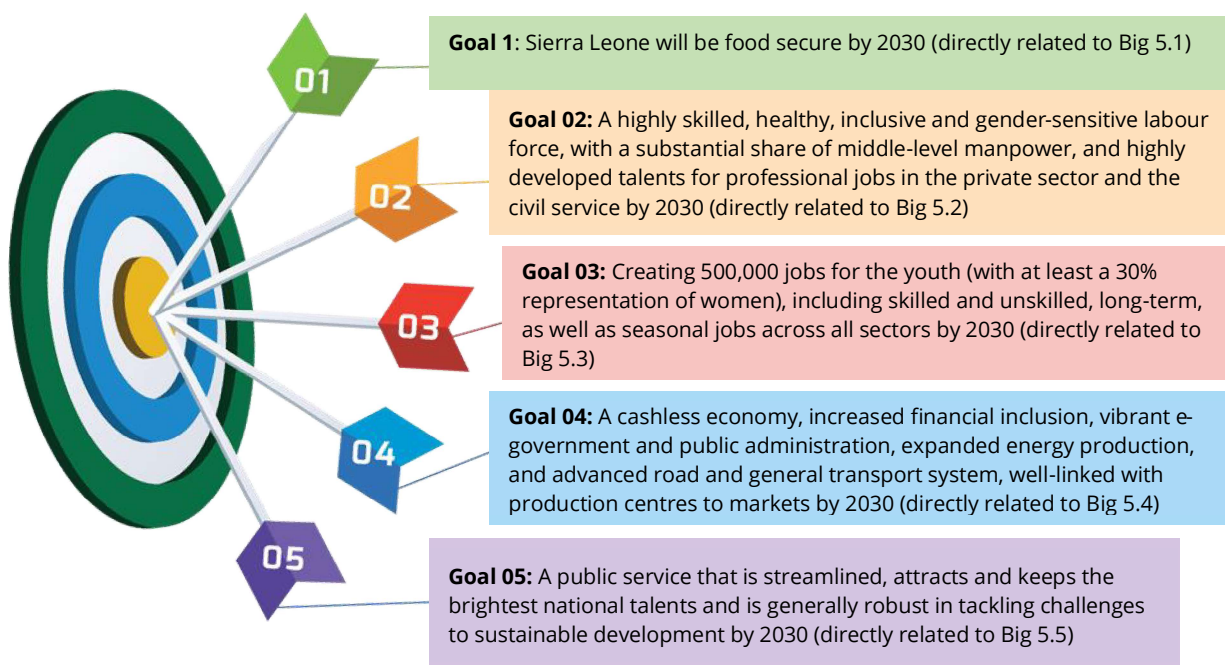 01
Goal 1: Sierra Leone will be food secure by 2030 (directly related to Big 5.1)
02
Goal 02: A highly skilled, healthy, inclusive and gender-sensitive labour
force, with a substantial share of middle-level manpower, and highly
developed talents for professional jobs in the private sector and the
civil service by 2030 (directly related to Big 5.2)
03
Goal 03: Creating 500,000 jobs for the youth (with at least a 30%
representation of women), including skilled and unskilled, long-term,
as well as seasonal jobs across all sectors by 2030 (directly related to
Big 5.3)
04
Goal 04: A cashless economy, increased financial inclusion, vibrant e-
government and public administration, expanded energy production,
and advanced road and general transport system, well-linked with
production centres to markets by 2030 (directly related to Big 5.4)
05
Goal 05: A public service that is streamlined, attracts and keeps the
brightest national talents and is generally robust in tackling challenges
to sustainable development by 2030 (directly related to Big 5.5)